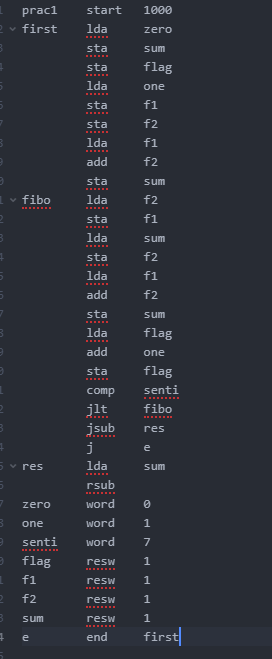 prac1 start 1000
first lda zero
sta sum
sta flag
lda one
sta f1
sta f2
lda f1
add f2
sta sum
fibo lda f2
sta f1
lda sum
sta f2
lda f1
add f2
sta sum
lda flag
add one
sta flag
comp senti
jlt fibo
jsub res
j e
res lda sum
rsub
zero word 0
one word 1
senti word 7
flag resw 1
f1 resw 1
f2 resw 1
sum resw 1
e end first